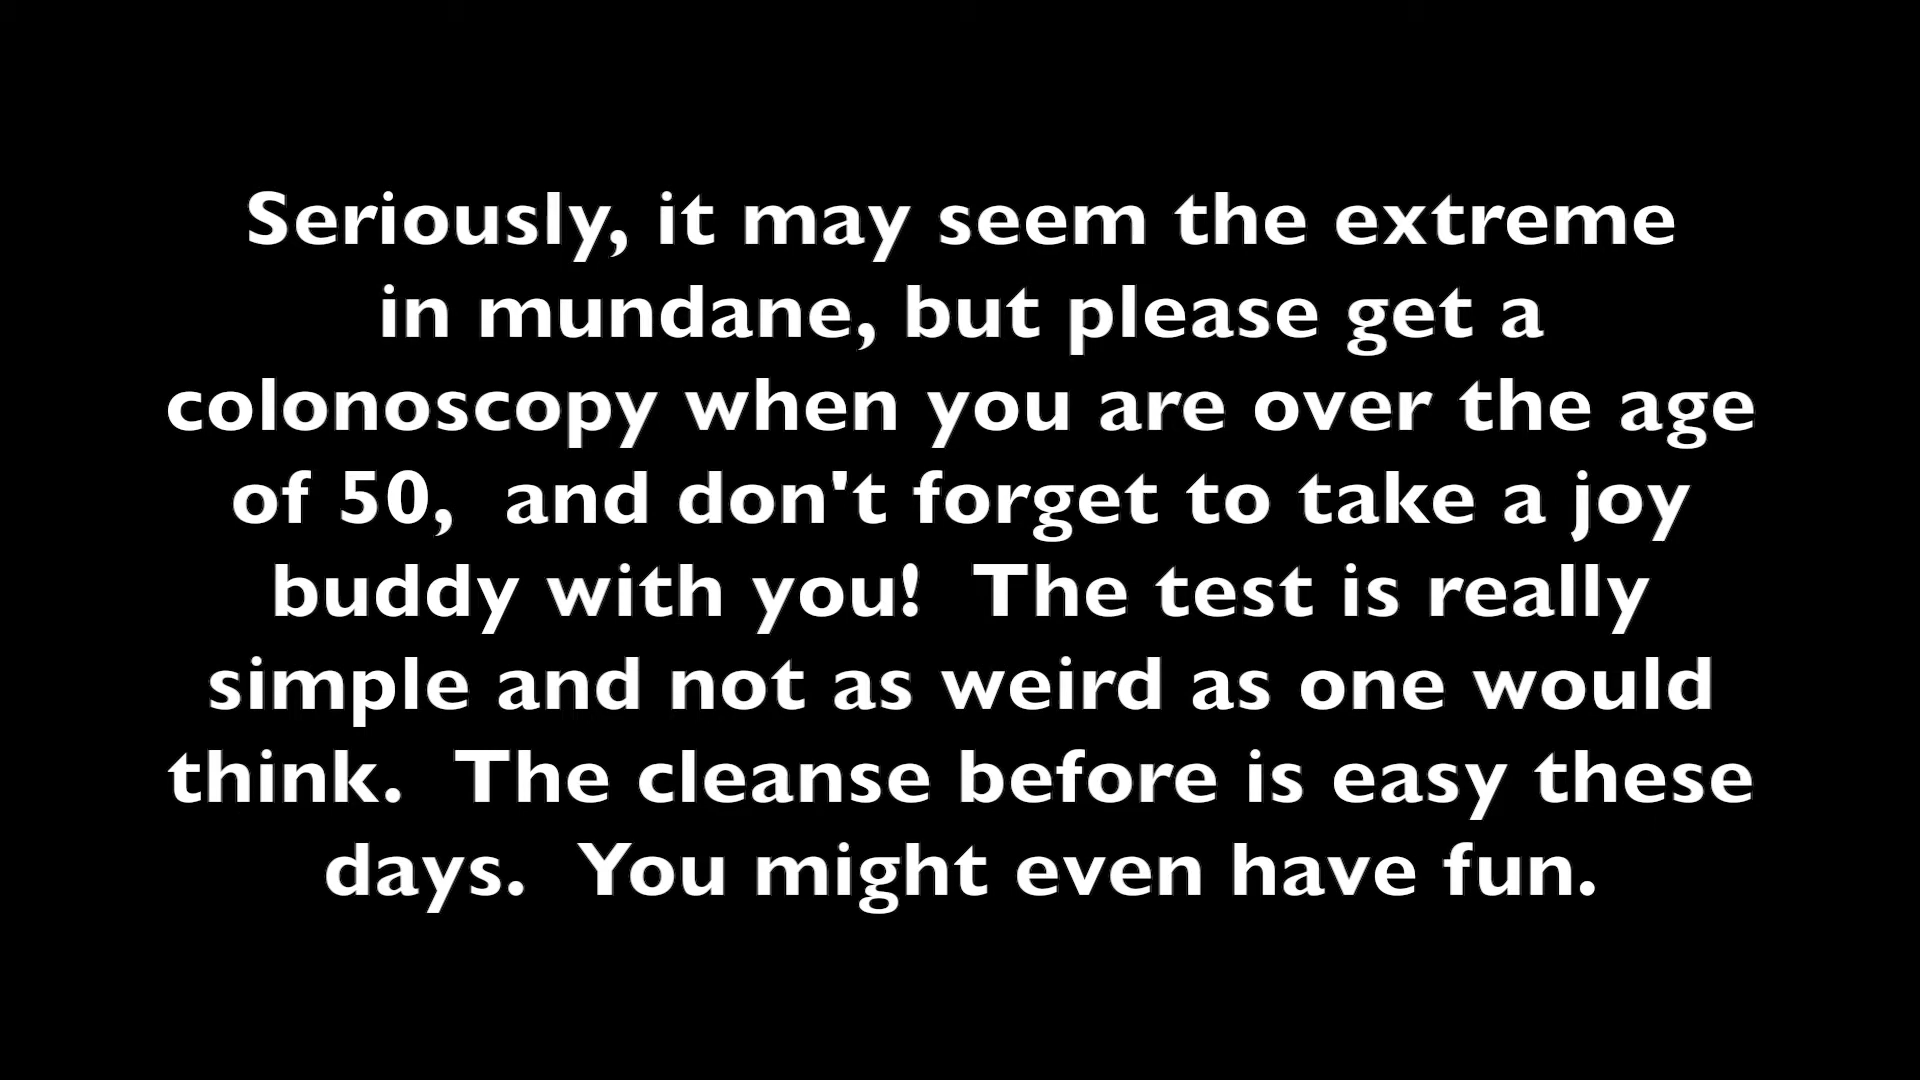 Seriously, it may seem the extreme
in mundane, but please get a
colonoscopy when you are over the age
of 50,  and don't forget to take a joy
buddy with you!  The test is really
simple and not as weird as one would
think.  The cleanse before is easy these
days.  You might even have fun.